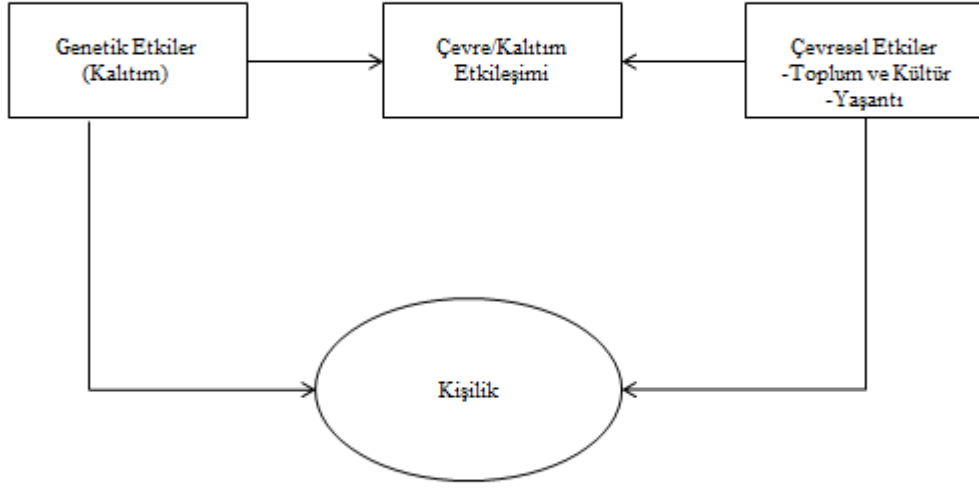 Genetik Etkiler
(Kalıtım)
Çevre/Kalıtım
Etkileşimi
Çevresel Etkiler
-Toplum ve Kültür
-Yaşantı
Kişilik